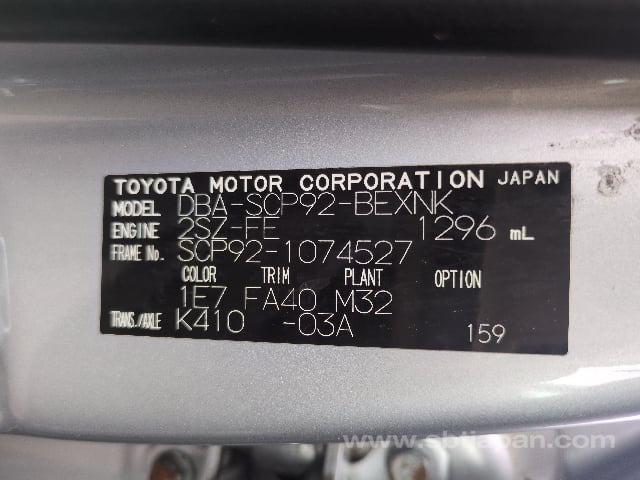 TOYOTA MOTOR CORPORATION JAPAN
MODEL DBA-SCP92-BEXNK
ENGINE 2SZ-FE 1296 mL
FRAME No. SCP92-1074527
COLOR TRIM PLANT OPTION
1E7 FA40 M32
TRANS./AXLE K410 -03A 159
www.sbtjapan.com